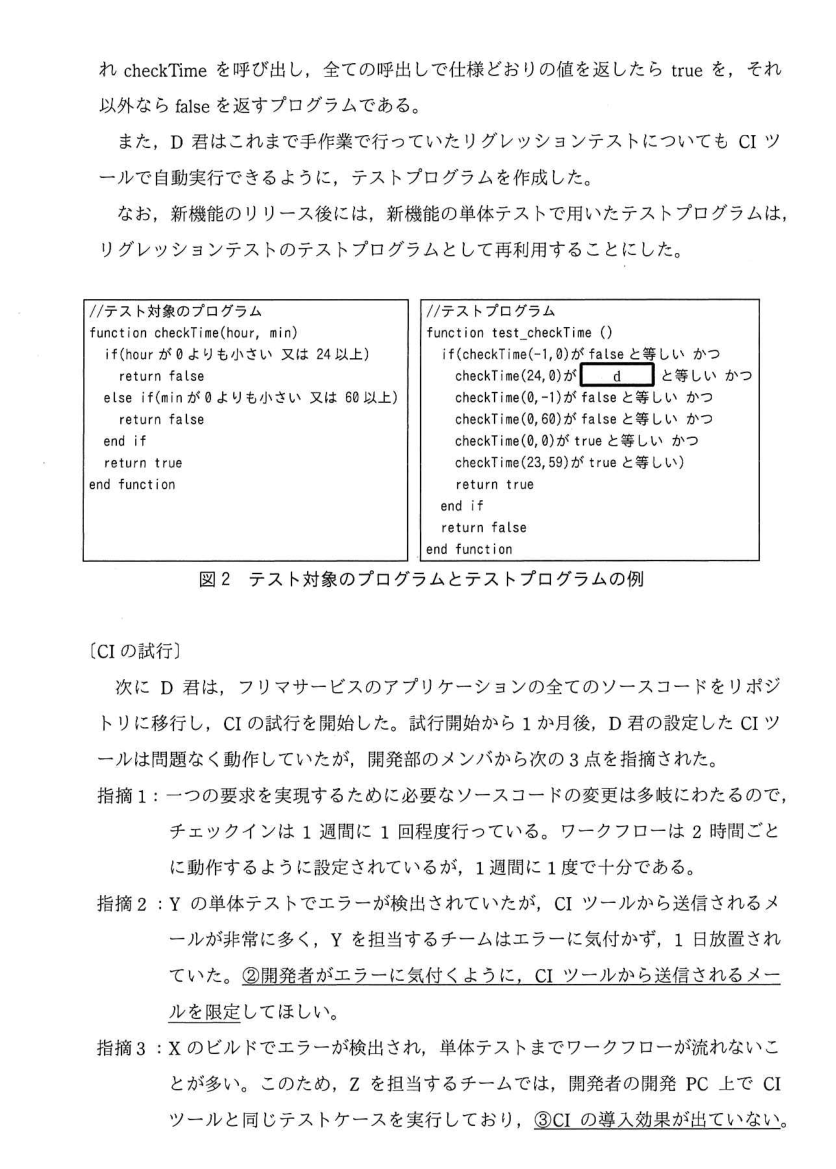 れ checkTime を呼び出し，全ての呼出しで仕様どおりの値を返したら true を，それ
以外なら false を返すプログラムである。
また，D 君はこれまで手作業で行っていたリグレッションテストについても CI ツ
ールで自動実行できるように，テストプログラムを作成した。
なお，新機能のリリース後には，新機能の単体テストで用いたテストプログラムは，
リグレッションテストのテストプログラムとして再利用することにした。
//テスト対象のプログラム
function checkTime(hour, min)
if(hour が 0 よりも小さい 又は 24 以上)
return false
else if(min が 0 よりも小さい 又は 60 以上)
return false
end if
return true
end function
//テストプログラム
function test_checkTime ()
if(checkTime(-1,0)が false と等しい かつ
checkTime(24,0)が d と等しい かつ
checkTime(0,-1)が false と等しい かつ
checkTime(0,60)が false と等しい かつ
checkTime(0,0)が true と等しい かつ
checkTime(23,59)が true と等しい)
return true
end if
return false
end function
図 2 テスト対象のプログラムとテストプログラムの例
〔CI の試行〕
次に D 君は，フリマサービスのアプリケーションの全てのソースコードをリポジ
トリに移行し，CI の試行を開始した。試行開始から 1 か月後，D 君の設定した CI ツ
ールは問題なく動作していたが，開発部のメンバから次の 3 点を指摘された。
指摘 1：一つの要求を実現するために必要なソースコードの変更は多岐にわたるので，
チェックインは 1 週間に 1 回程度行っている。ワークフローは 2 時間ごと
に動作するように設定されているが，1 週間に 1 度で十分である。
指摘 2：Y の単体テストでエラーが検出されていたが，CI ツールから送信されるメ
ールが非常に多く，Y を担当するチームはエラーに気付かず，1 日放置され
ていた。②開発者がエラーに気付くように，CI ツールから送信されるメー
ルを限定してほしい。
指摘 3：X のビルドでエラーが検出され，単体テストまでワークフローが流れないこ
とが多い。このため，Z を担当するチームでは，開発者の開発 PC 上で CI
ツールと同じテストケースを実行しており，③CI の導入効果が出ていない。